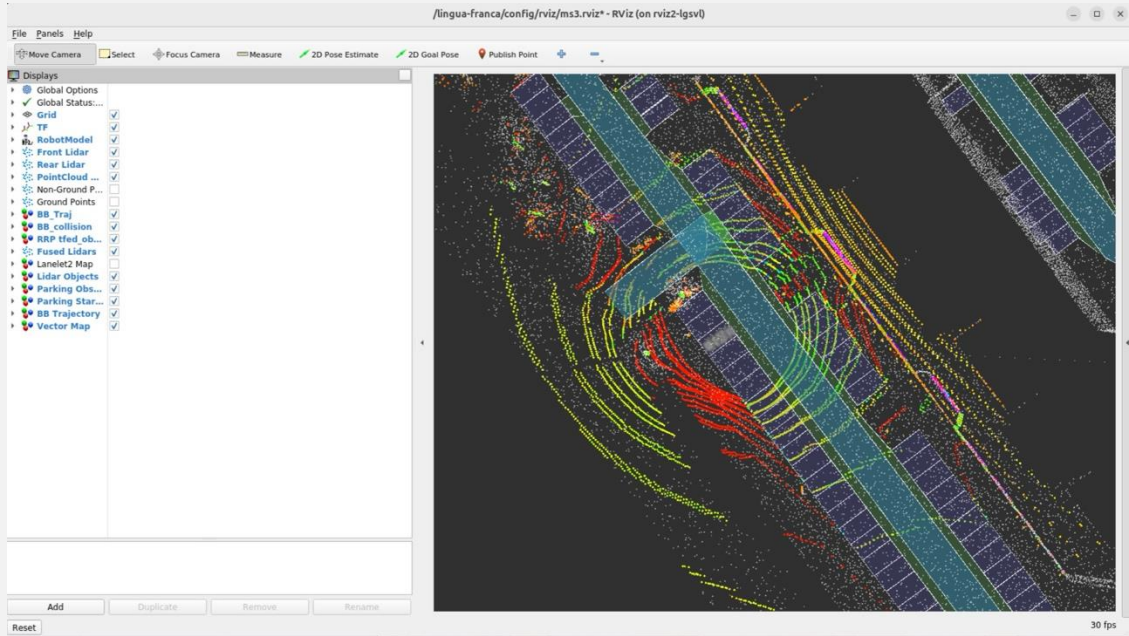 /lingua-franca/config/rviz/ms3.rviz* - RViz (on rviz2-lgsvl)
File Panels Help
Move Camera Select Focus Camera Measure 2D Pose Estimate 2D Goal Pose Publish Point
Displays
Global Options
Global Status:...
Grid
TF
RobotModel
Front Lidar
Rear Lidar
PointCloud ...
Non-Ground P...
Ground Points
BB_Traj
BB_collision
RRP tfed_ob...
Fused Lidars
Lanelet2 Map
Lidar Objects
Parking Obs...
Parking Star...
BB Trajectory
Vector Map
Add Duplicate Remove Rename
Reset
30 fps